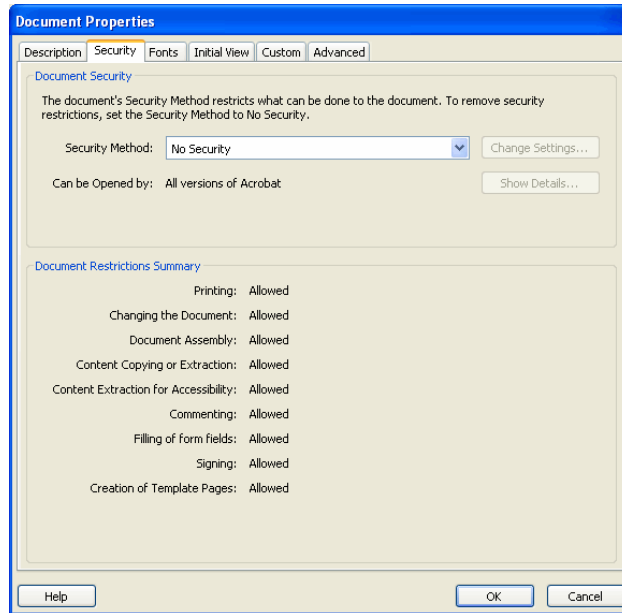 Document Properties
Description Security Fonts Initial View Custom Advanced
Document Security
The document's Security Method restricts what can be done to the document. To remove security
restrictions, set the Security Method to No Security.
Security Method: No Security Change Settings...
Can be Opened by: All versions of Acrobat Show Details...
Document Restrictions Summary
Printing: Allowed
Changing the Document: Allowed
Document Assembly: Allowed
Content Copying or Extraction: Allowed
Content Extraction for Accessibility: Allowed
Commenting: Allowed
Filling of form fields: Allowed
Signing: Allowed
Creation of Template Pages: Allowed
Help OK Cancel